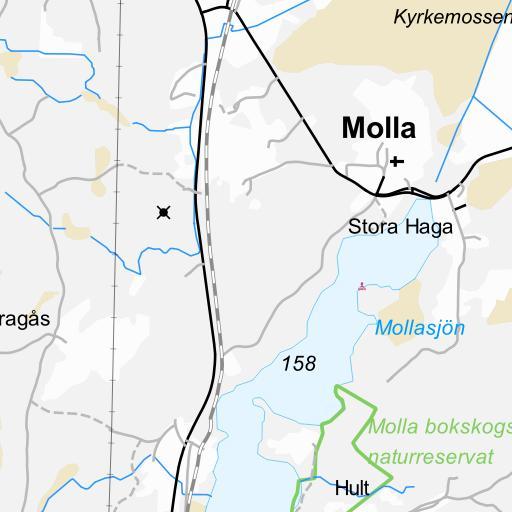 Kyrkemossen
Molla
Stora Haga
ragås
Mollasjön
158
Molla bokskogs
naturreservat
Hult